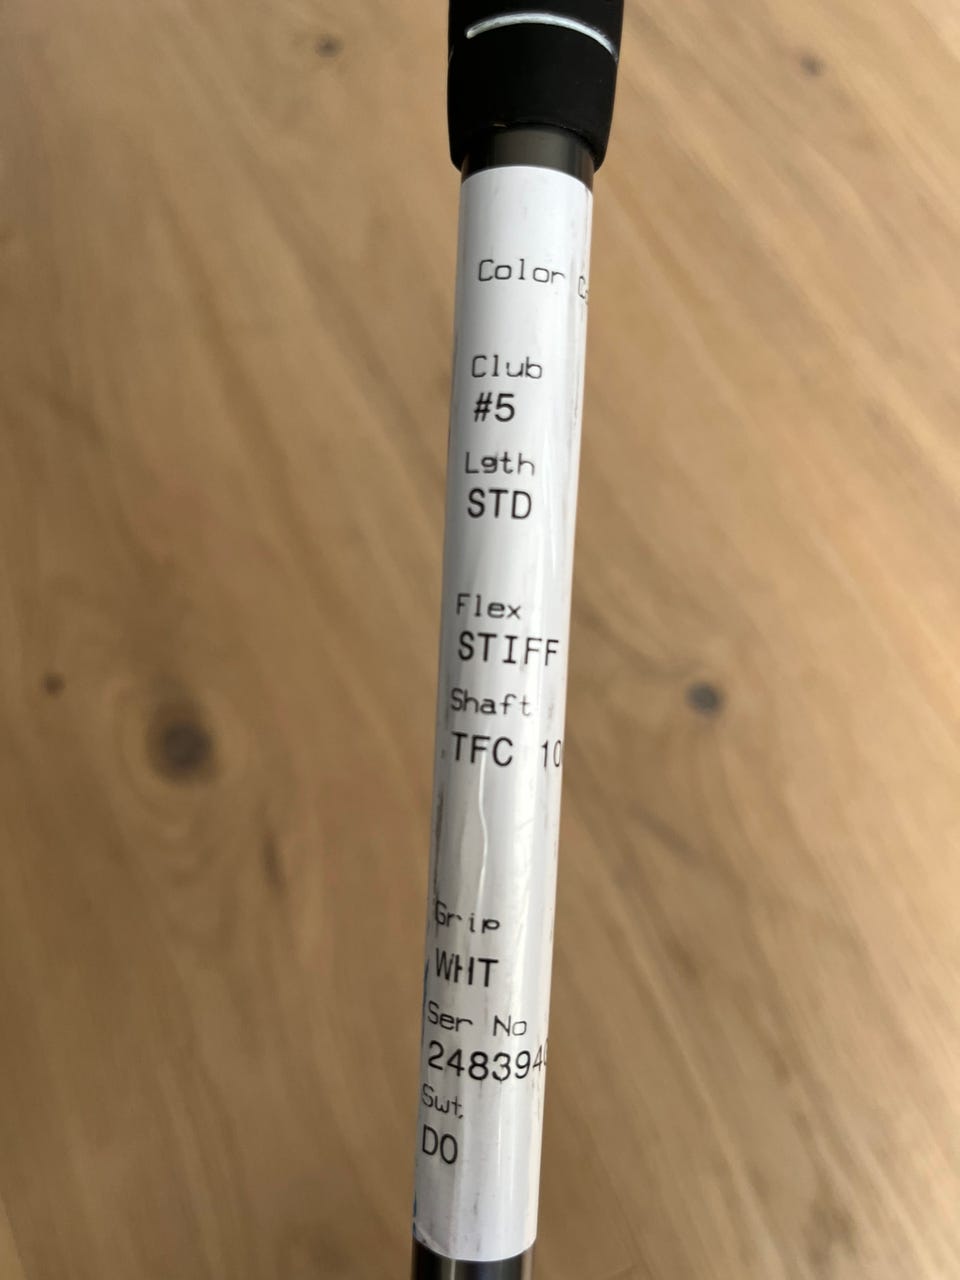 Color
Club
#5
Lgth
STD
Flex
STIFF
Shaft
TFC
Grip
WHT
Ser No
Swt.
D0